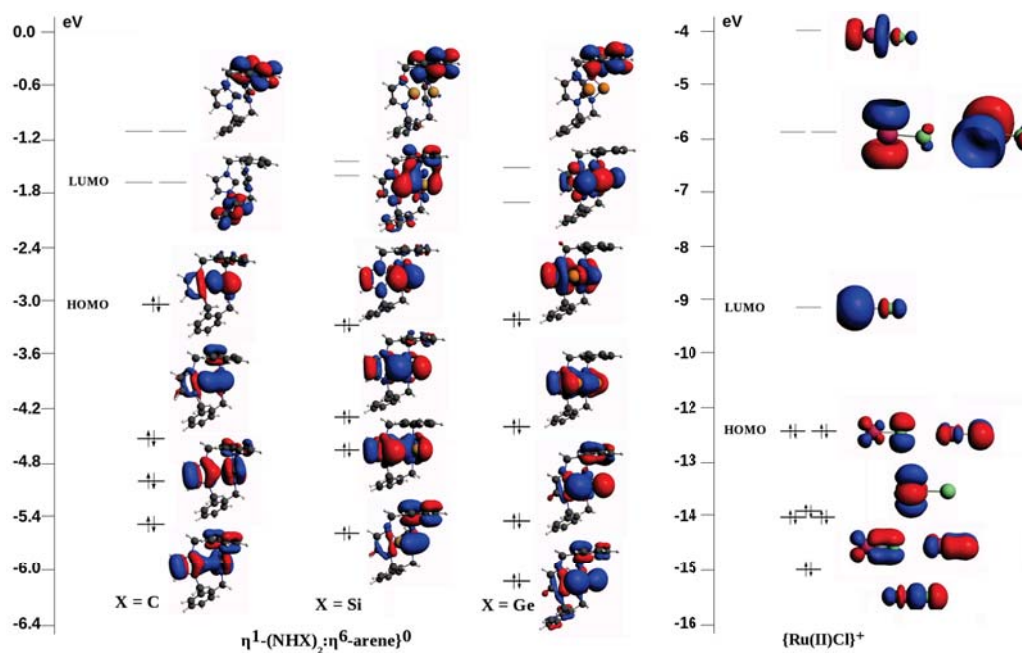 eV
0.0
-0.6
-1.2
LUMO
-1.8
-2.4
HOMO
-3.0
-3.6
-4.2
-4.8
-5.4
-6.0
-6.4
X = C
X = Si
X = Ge
η1-(NHX)2:η6-arene}0
eV
-4
-5
-6
-7
-8
LUMO
-9
-10
-12
HOMO
-13
-14
-15
-16
{Ru(II)Cl}+